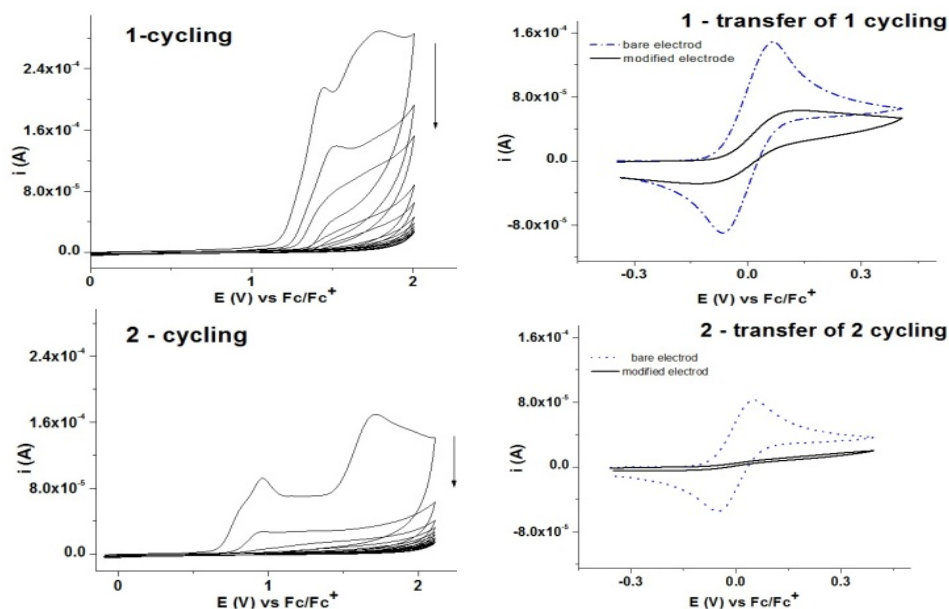 1-cycling
2.4x10⁻⁴
1.6x10⁻⁴
8.0x10⁻⁵
0.0
i (A)
0 1 2
E (V) vs Fc/Fc⁺
1 - transfer of 1 cycling
bare electrod
modified electrode
1.6x10⁻⁴
8.0x10⁻⁵
0.0
-8.0x10⁻⁵
i (A)
-0.3 0.0 0.3
E (V) vs Fc/Fc⁺
2 - cycling
2.4x10⁻⁴
1.6x10⁻⁴
8.0x10⁻⁵
0.0
i (A)
0 1 2
E (V) vs Fc/Fc⁺
2 - transfer of 2 cycling
bare electrod
modified electrod
1.6x10⁻⁴
8.0x10⁻⁵
0.0
-8.0x10⁻⁵
i (A)
-0.3 0.0 0.3
E (V) vs Fc/Fc⁺